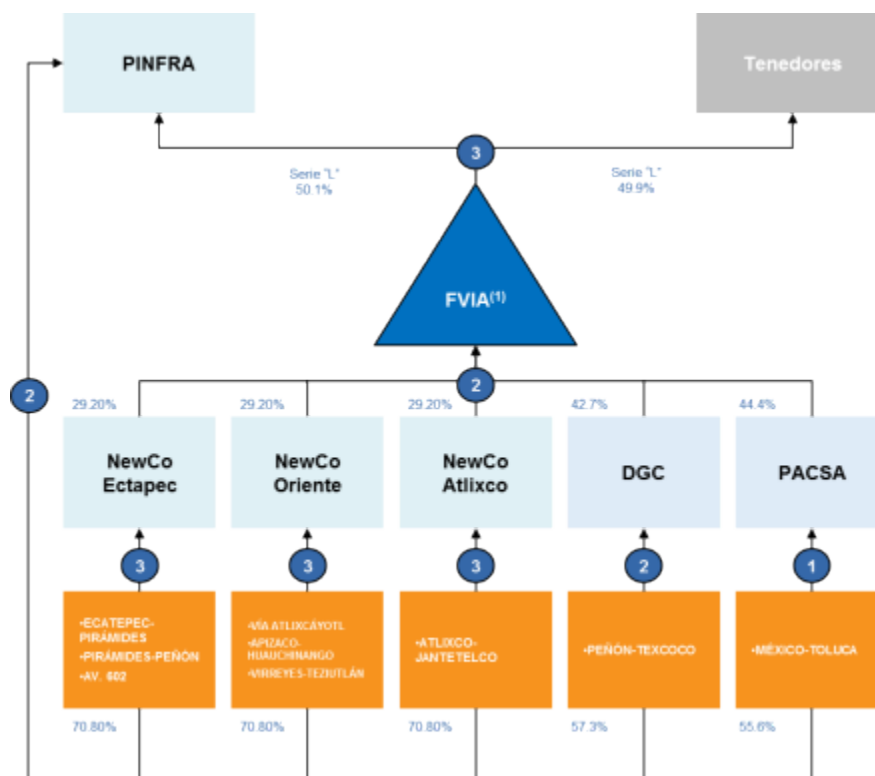 PINFRA
Tenedores
3
Serie "L"
50.1%
Serie "L"
49.9%
FVIA(1)
2
2
29.20%
29.20%
29.20%
42.7%
44.4%
NewCo
Ectapec
NewCo
Oriente
NewCo
Atlixco
DGC
PACSA
3
3
3
2
1
•ECATEPEC-
PIRÁMIDES
•PIRÁMIDES-PEÑÓN
•AV. 602
•VÍA ATLIXCÁYOTL
•APIZACO-
HUAUCHINANGO
•VIRREYES-TEZIUTLÁN
•ATLIXCO-
JANTETELCO
•PEÑÓN-TEXCOCO
•MÉXICO-TOLUCA
70.80%
70.80%
70.80%
57.3%
55.6%